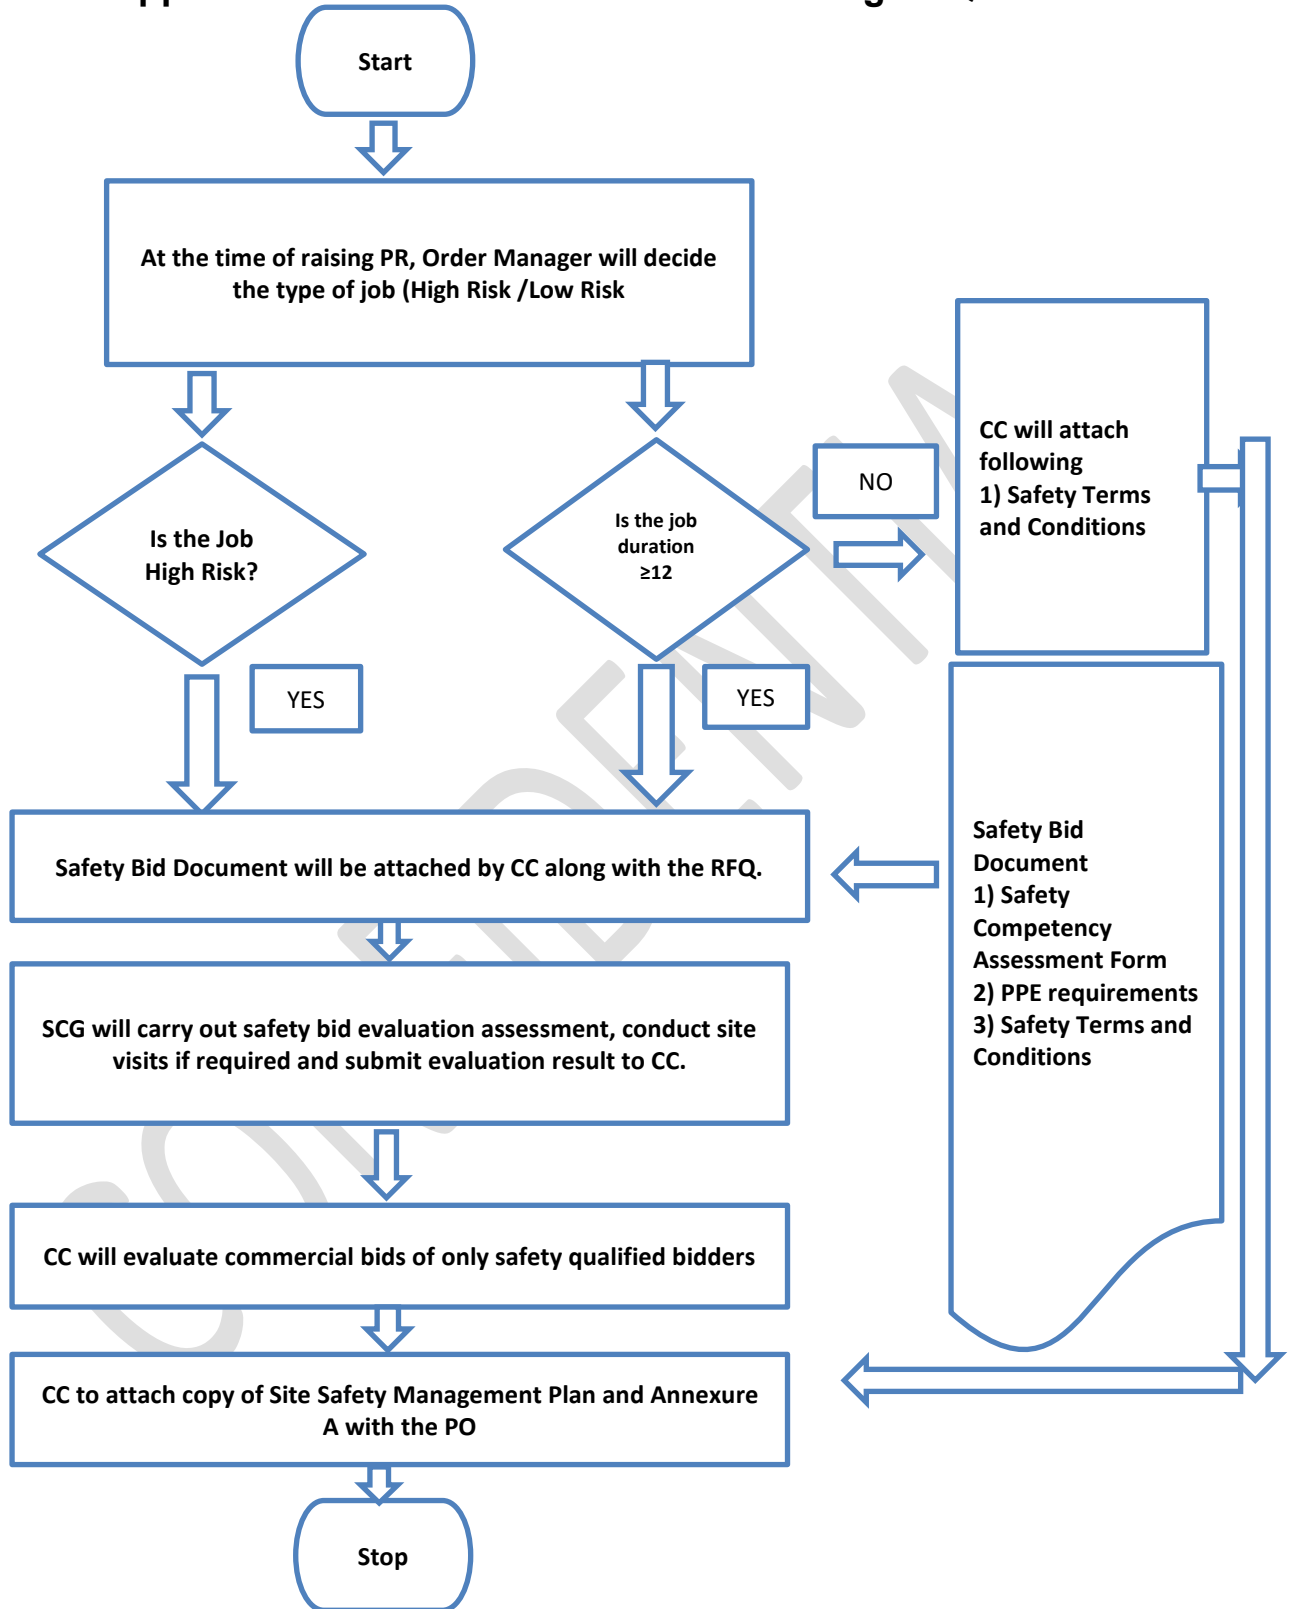 Start
At the time of raising PR, Order Manager will decide
the type of job (High Risk /Low Risk
CC will attach
following
1) Safety Terms
and Conditions
NO
Is the Job
High Risk?
Is the job
duration
≥12
YES
YES
Safety Bid
Document
1) Safety
Competency
Assessment Form
2) PPE requirements
3) Safety Terms and
Conditions
Safety Bid Document will be attached by CC along with the RFQ.
SCG will carry out safety bid evaluation assessment, conduct site
visits if required and submit evaluation result to CC.
CC will evaluate commercial bids of only safety qualified bidders
CC to attach copy of Site Safety Management Plan and Annexure
A with the PO
Stop